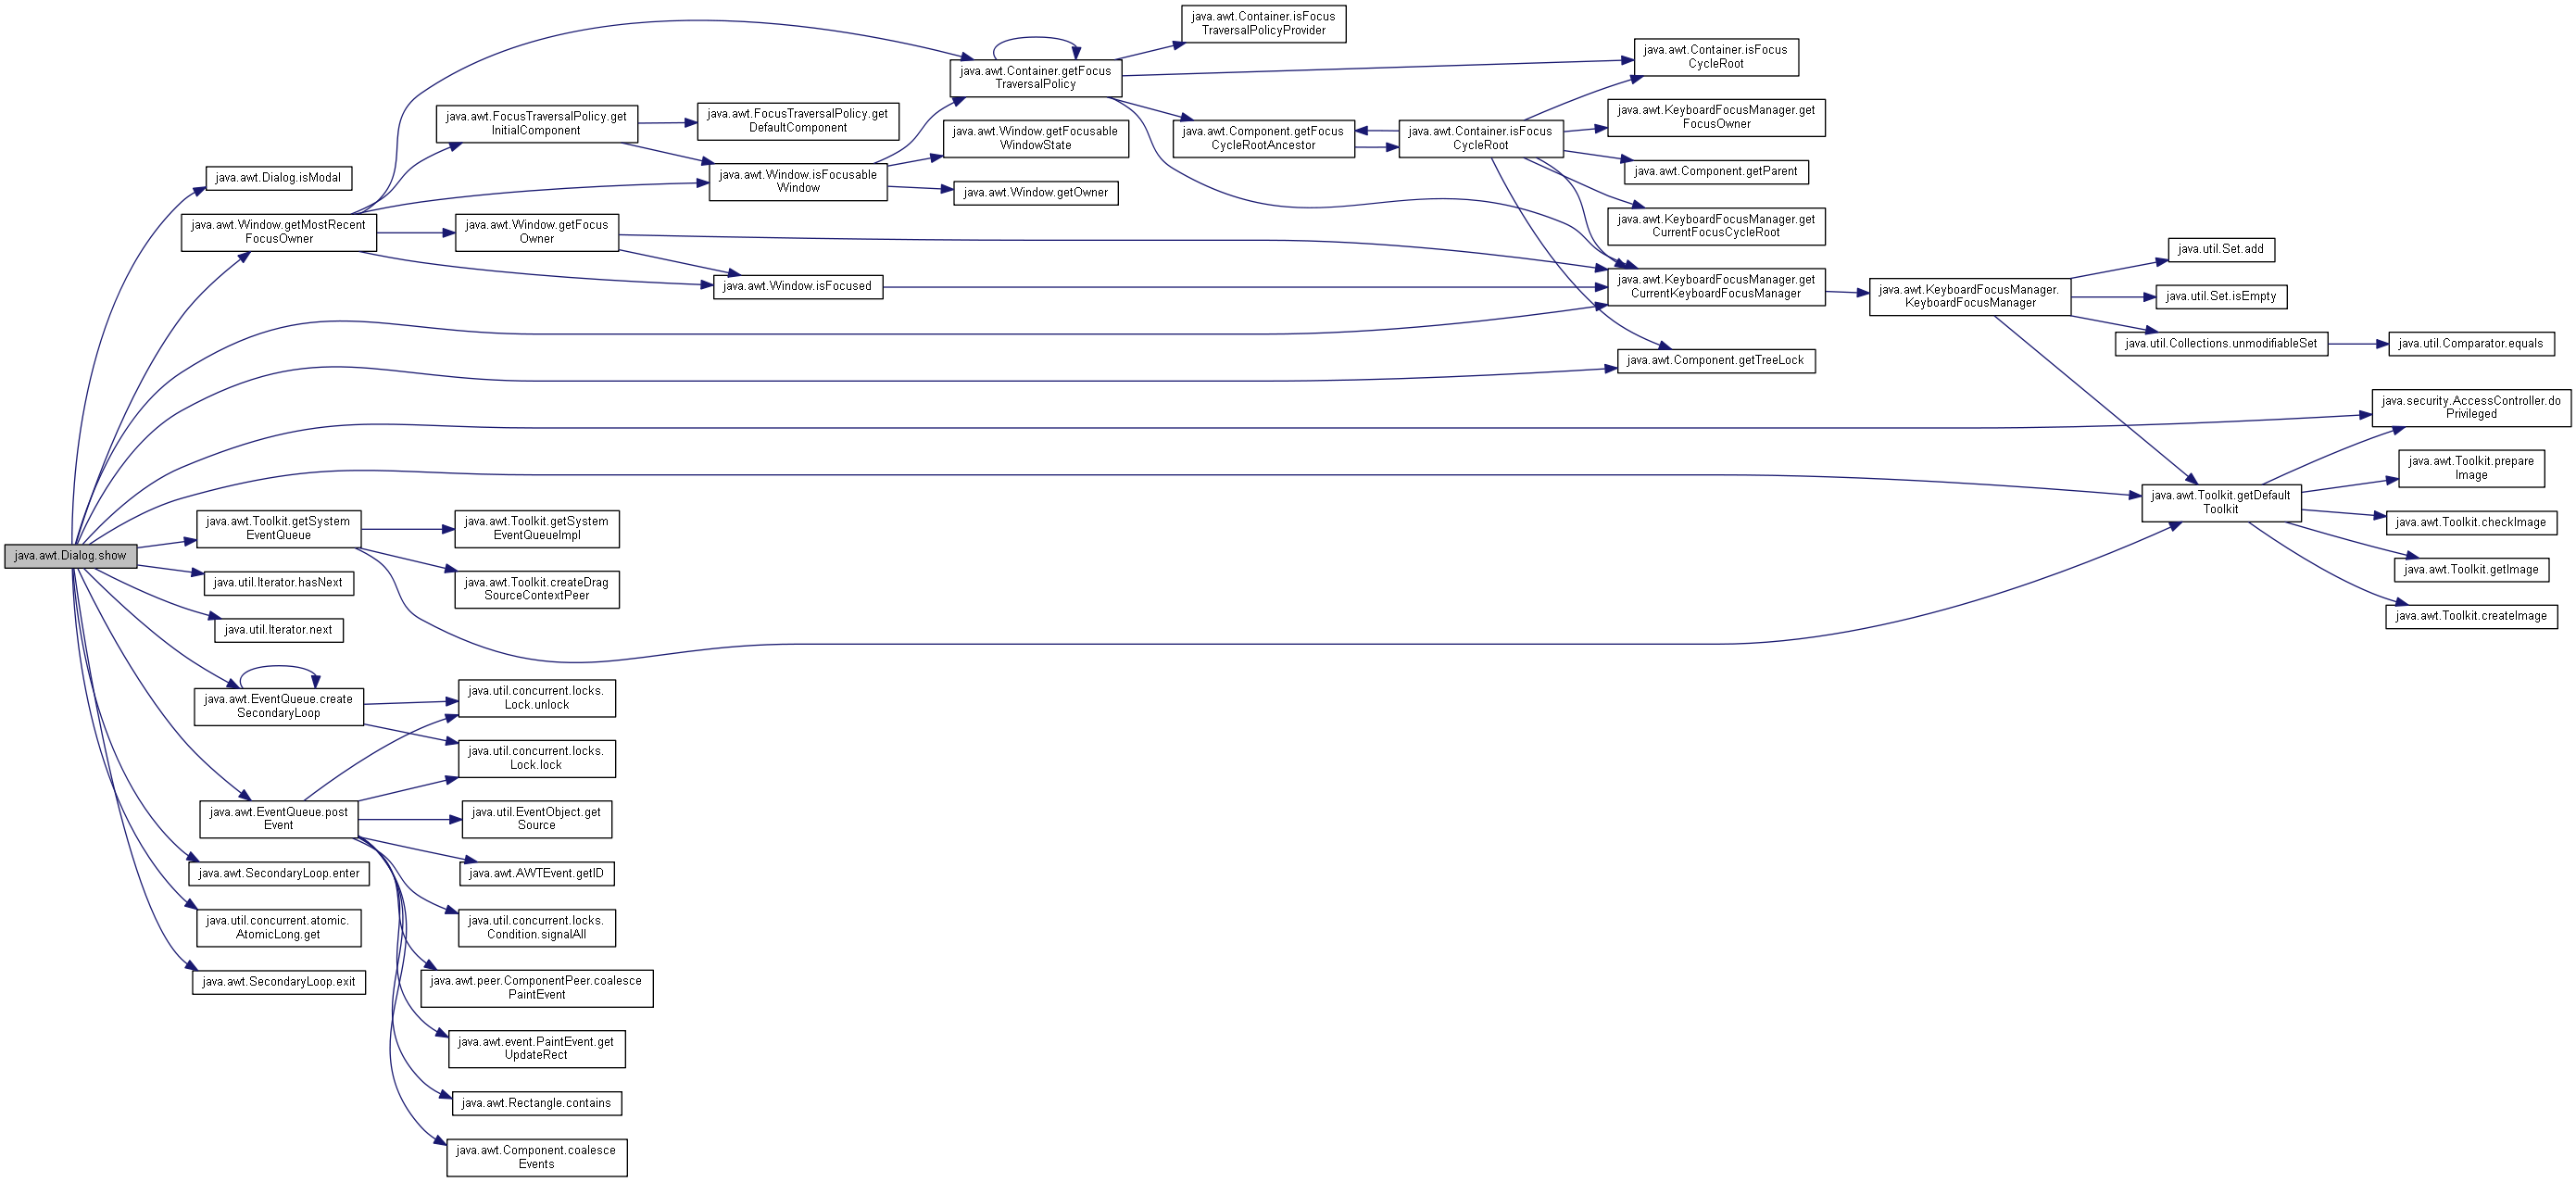 java.awt.Container.isFocus
TraversalPolicyProvider
java.awt.Container.getFocus
TraversalPolicy
java.awt.Container.isFocus
CycleRoot
java.awt.FocusTraversalPolicy.get
InitialComponent
java.awt.FocusTraversalPolicy.get
DefaultComponent
java.awt.Window.getFocusable
WindowState
java.awt.Component.getFocus
CycleRootAncestor
java.awt.Container.isFocus
CycleRoot
java.awt.KeyboardFocusManager.get
FocusOwner
java.awt.Component.getParent
java.awt.Dialog.isModal
java.awt.Window.isFocusable
Window
java.awt.Window.getOwner
java.awt.Window.getMostRecent
FocusOwner
java.awt.Window.getFocus
Owner
java.awt.KeyboardFocusManager.get
CurrentFocusCycleRoot
java.awt.Window.isFocused
java.awt.KeyboardFocusManager.get
CurrentKeyboardFocusManager
java.awt.KeyboardFocusManager.
KeyboardFocusManager
java.util.Set.add
java.util.Set.isEmpty
java.util.Collections.unmodifiableSet
java.util.Comparator.equals
java.awt.Component.getTreeLock
java.security.AccessController.do
Privileged
java.awt.Toolkit.prepare
Image
java.awt.Toolkit.getDefault
Toolkit
java.awt.Toolkit.checkImage
java.awt.Toolkit.getImage
java.awt.Toolkit.createImage
java.awt.Dialog.show
java.awt.Toolkit.getSystem
EventQueue
java.awt.Toolkit.getSystem
EventQueueImpl
java.util.Iterator.hasNext
java.awt.Toolkit.createDrag
SourceContextPeer
java.util.Iterator.next
java.awt.EventQueue.create
SecondaryLoop
java.util.concurrent.locks.
Lock.unlock
java.util.concurrent.locks.
Lock.lock
java.awt.EventQueue.post
Event
java.util.EventObject.get
Source
java.awt.SecondaryLoop.enter
java.awt.AWTEvent.getID
java.util.concurrent.atomic.
AtomicLong.get
java.util.concurrent.locks.
Condition.signalAll
java.awt.SecondaryLoop.exit
java.awt.peer.ComponentPeer.coalesce
PaintEvent
java.awt.event.PaintEvent.get
UpdateRect
java.awt.Rectangle.contains
java.awt.Component.coalesce
Events